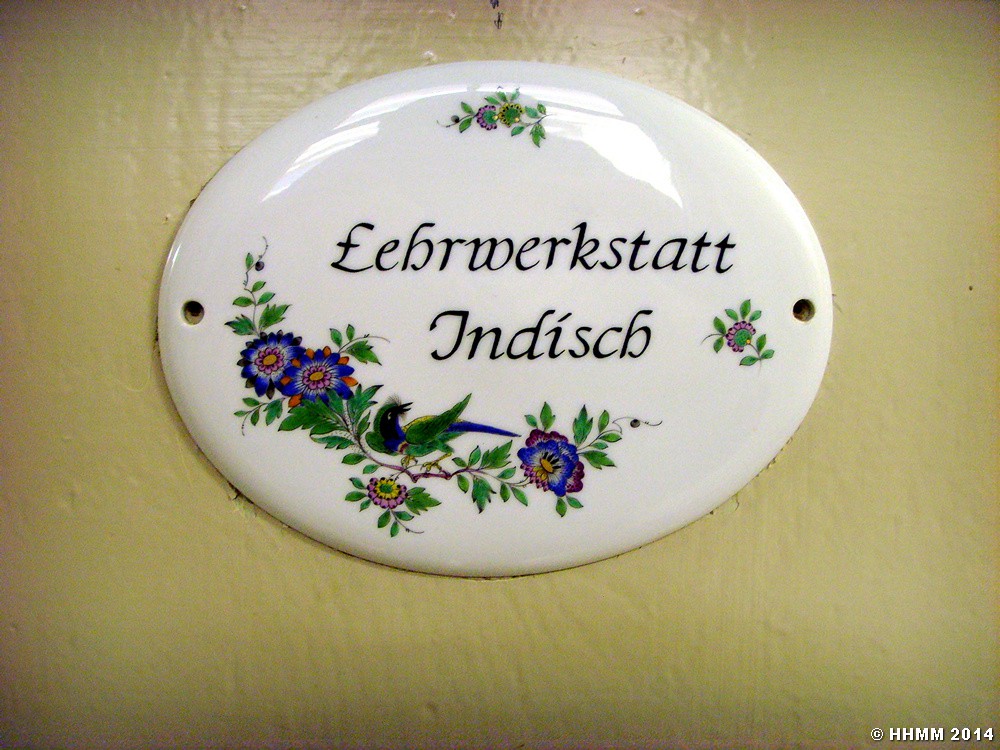 Lehrwerkstatt
Indisch
© HHMM 2014